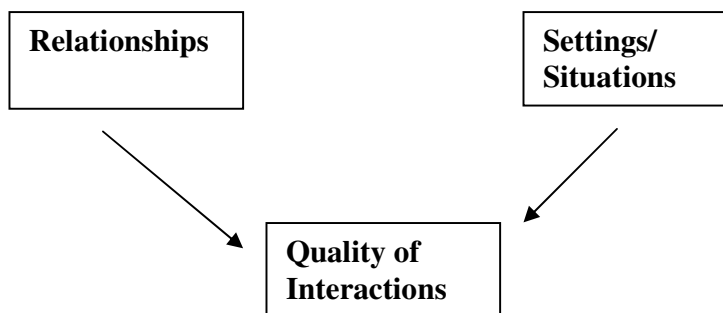 Relationships
Settings/
Situations
Quality of
Interactions